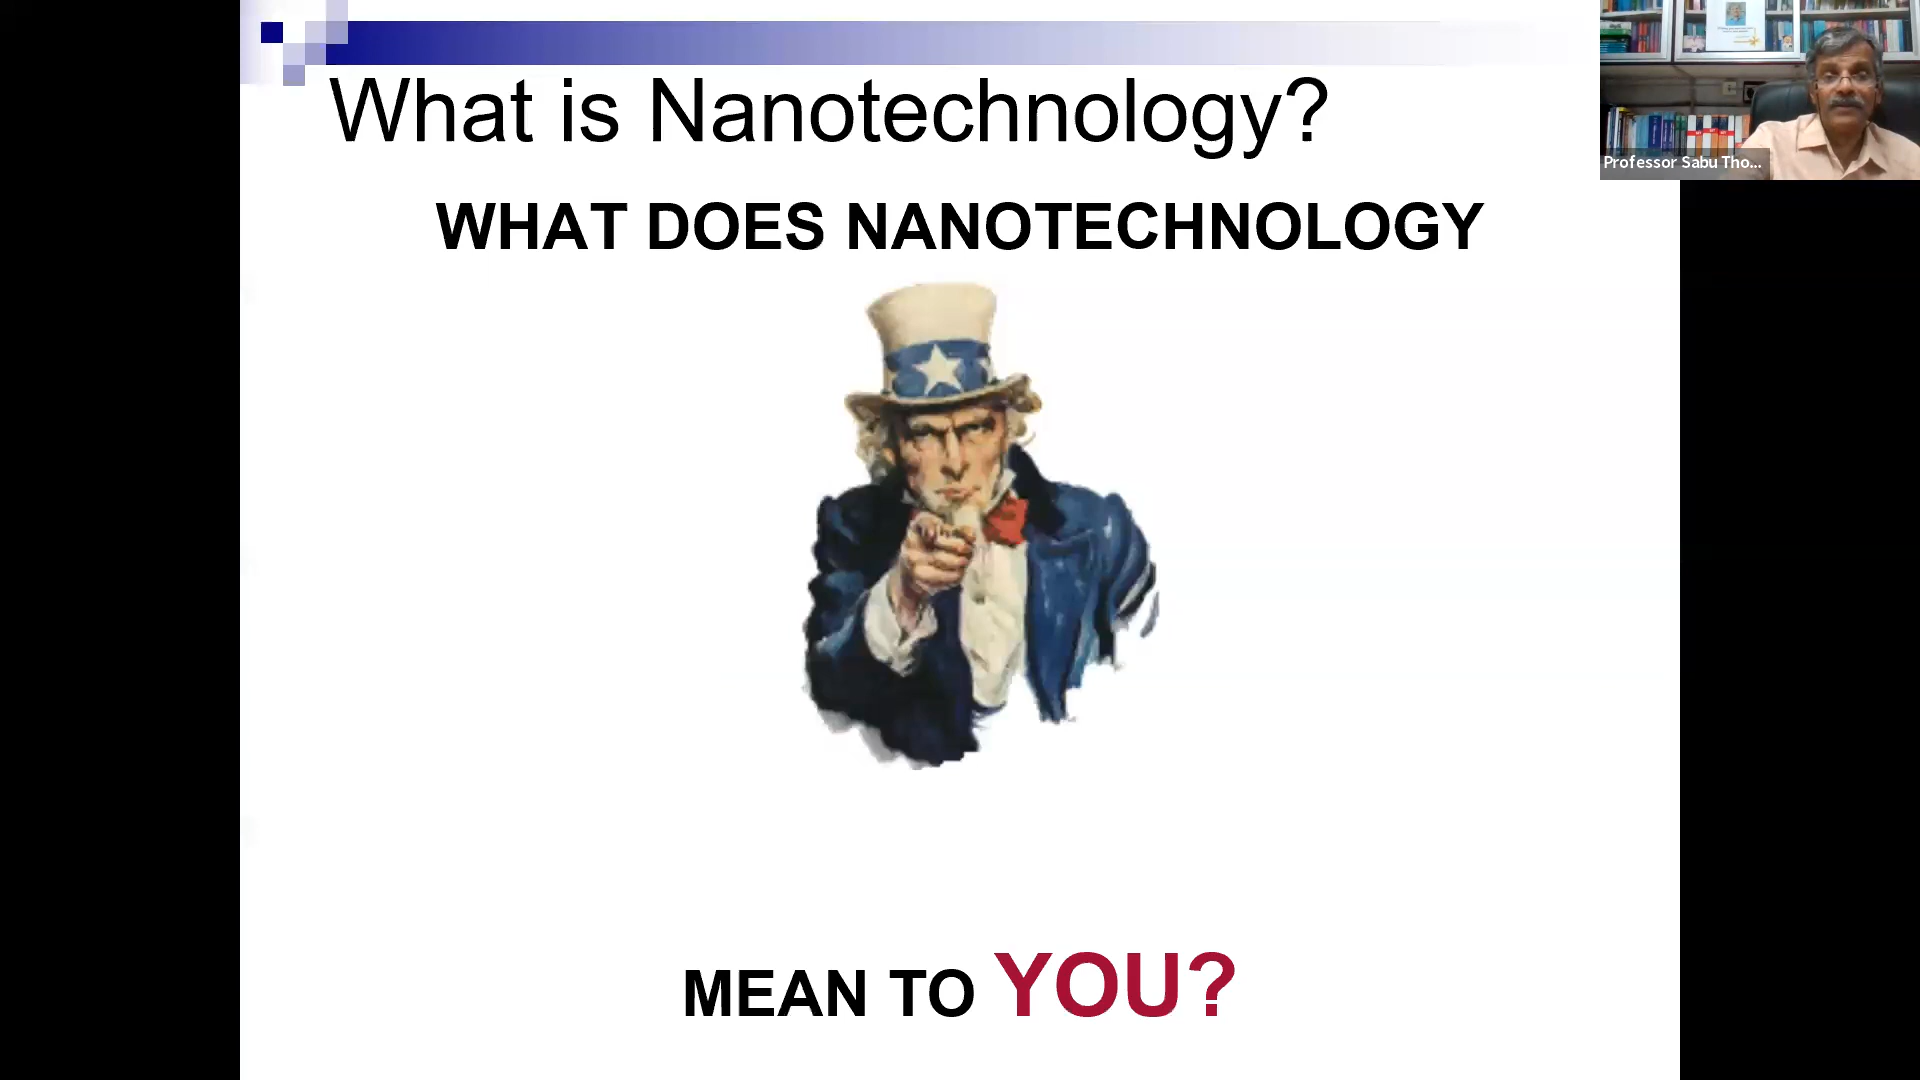 What is Nanotechnology?
WHAT DOES NANOTECHNOLOGY
MEAN TO YOU?
Professor Sabu Tho...